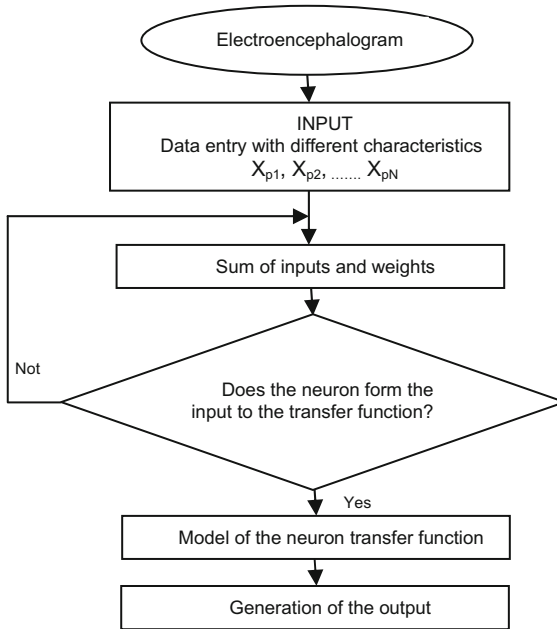 Electroencephalogram
INPUT
Data entry with different characteristics
Xp1, Xp2, ....... XpN
Sum of inputs and weights
Not
Does the neuron form the
input to the transfer function?
Yes
Model of the neuron transfer function
Generation of the output